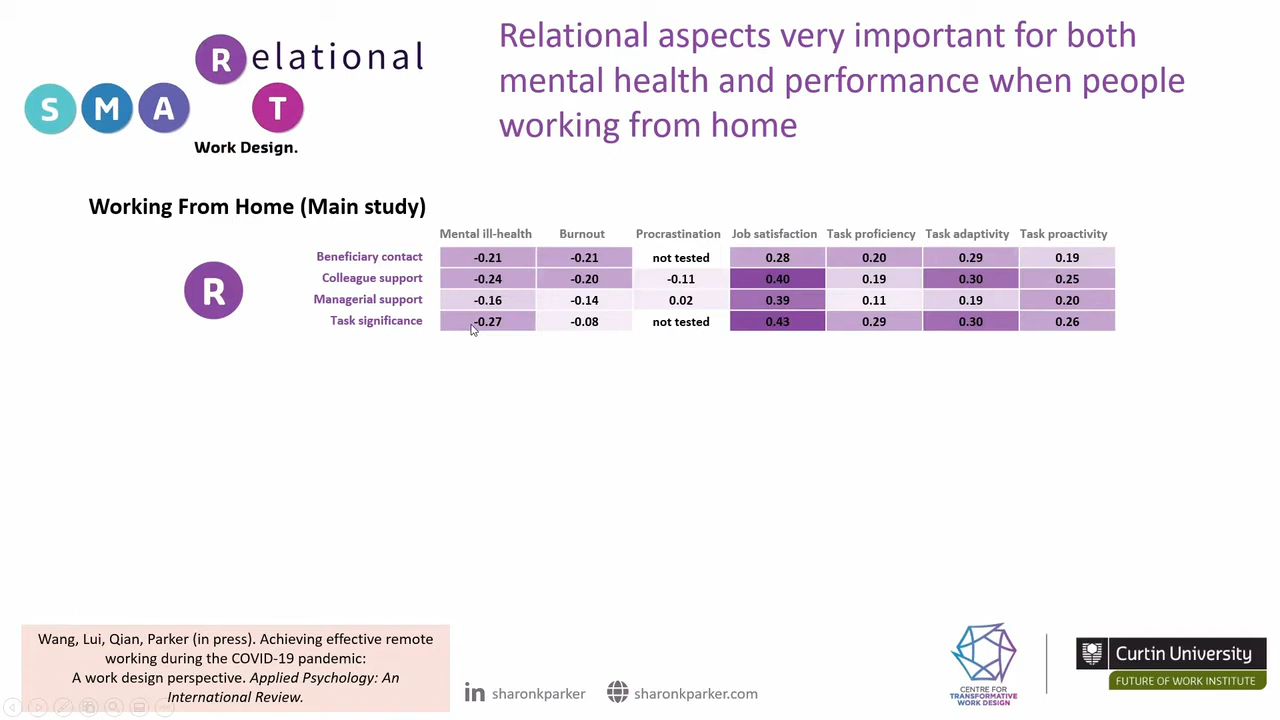 Relational
SMART
Work Design.
Relational aspects very important for both
mental health and performance when people
working from home
Working From Home (Main study)
Mental ill-health Burnout Procrastination Job satisfaction Task proficiency Task adaptivity Task proactivity
R
Beneficiary contact -0.21 -0.21 not tested 0.28 0.20 0.29 0.19
Colleague support -0.24 -0.20 -0.11 0.40 0.19 0.30 0.25
Managerial support -0.16 -0.14 0.02 0.39 0.11 0.19 0.20
Task significance -0.27 -0.08 not tested 0.43 0.29 0.30 0.26
Wang, Lui, Qian, Parker (in press). Achieving effective remote
working during the COVID-19 pandemic:
A work design perspective. Applied Psychology: An
International Review.
in sharonkparker
sharonkparker.com
CENTRE FOR
TRANSFORMATIVE
WORK DESIGN
Curtin University
FUTURE OF WORK INSTITUTE